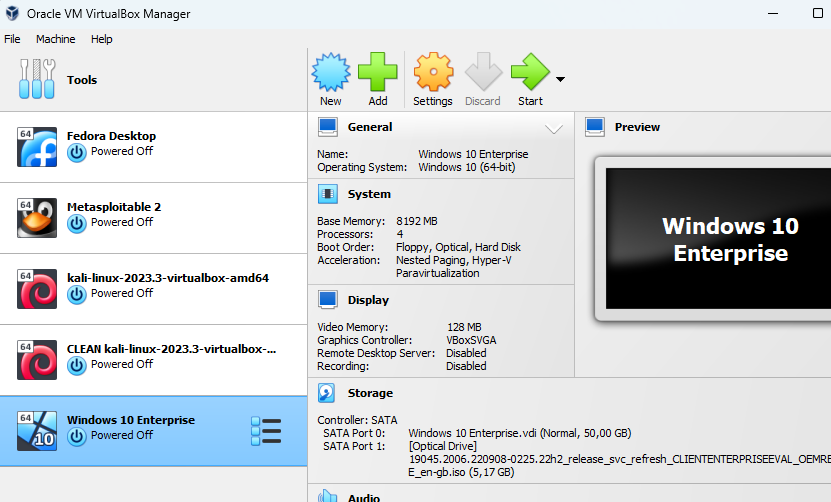 Oracle VM VirtualBox Manager
File Machine Help
Tools
New Add Settings Discard Start
64
Fedora Desktop
Powered Off
64
Metasploitable 2
Powered Off
64
kali-linux-2023.3-virtualbox-amd64
Powered Off
64
CLEAN kali-linux-2023.3-virtualbox-...
Powered Off
64
10
Windows 10 Enterprise
Powered Off
General
Name: Windows 10 Enterprise
Operating System: Windows 10 (64-bit)
System
Base Memory: 8192 MB
Processors: 4
Boot Order: Floppy, Optical, Hard Disk
Acceleration: Nested Paging, Hyper-V
Paravirtualization
Display
Video Memory: 128 MB
Graphics Controller: VBoxSVGA
Remote Desktop Server: Disabled
Recording: Disabled
Storage
Controller: SATA
SATA Port 0: Windows 10 Enterprise.vdi (Normal, 50,00 GB)
SATA Port 1: [Optical Drive]
19045.2006.220908-0225.22h2_release_svc_refresh_CLIENTENTERPRISEEVAL_OEMRE
E_en-gb.iso (5,17 GB)
Audio
Preview
Windows 10
Enterprise